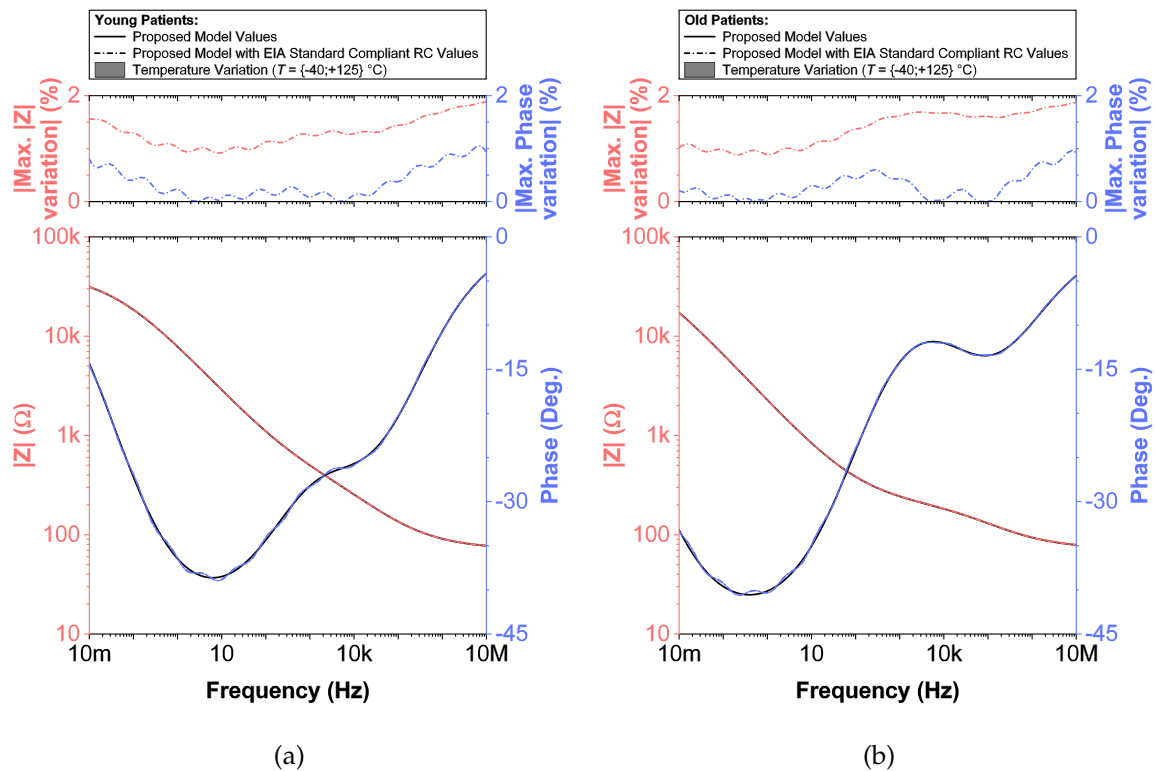 Young Patients:
Proposed Model Values
Proposed Model with EIA Standard Compliant RC Values
Temperature Variation (T = {-40;+125} °C)
2
1
0
|Max. |Z|
variation| (%)
2
1
0
|Max. Phase
variation| (%)
100k
10k
1k
100
10
|Z| (Ω)
0
-15
-30
-45
Phase (Deg.)
10m
10
10k
10M
Frequency (Hz)
(a)
Old Patients:
Proposed Model Values
Proposed Model with EIA Standard Compliant RC Values
Temperature Variation (T = {-40;+125} °C)
2
1
0
|Max. |Z|
variation| (%)
2
1
0
|Max. Phase
variation| (%)
100k
10k
1k
100
10
|Z| (Ω)
0
-15
-30
-45
Phase (Deg.)
10m
10
10k
10M
Frequency (Hz)
(b)